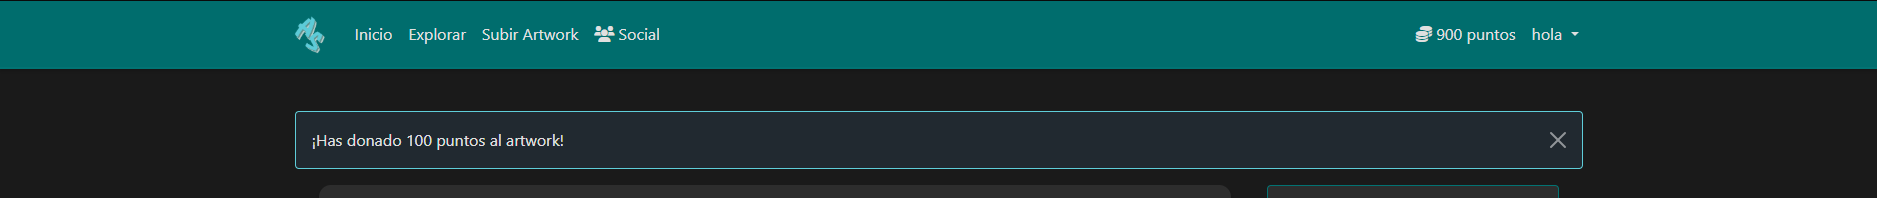 Inicio Explorar Subir Artwork Social 900 puntos hola
¡Has donado 100 puntos al artwork!